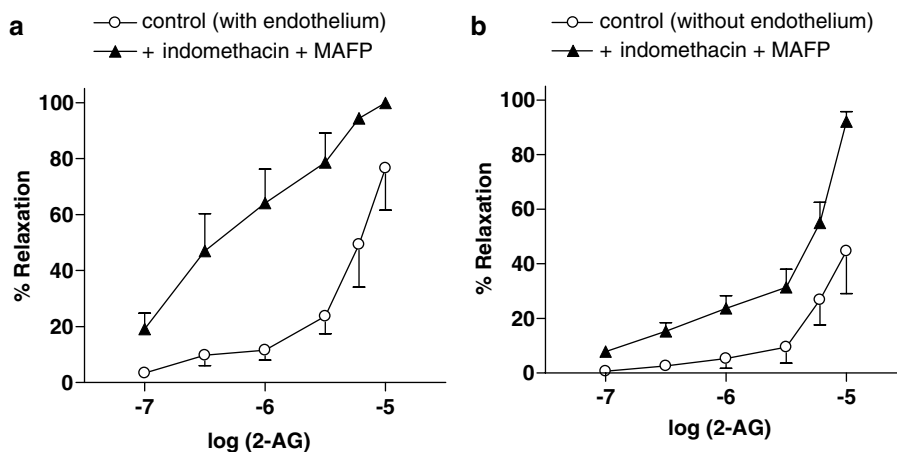 a
control (with endothelium)
+ indomethacin + MAFP
100
80
60
40
20
0
% Relaxation
-7
-6
-5
log (2-AG)
b
control (without endothelium)
+ indomethacin + MAFP
100
80
60
40
20
0
% Relaxation
-7
-6
-5
log (2-AG)